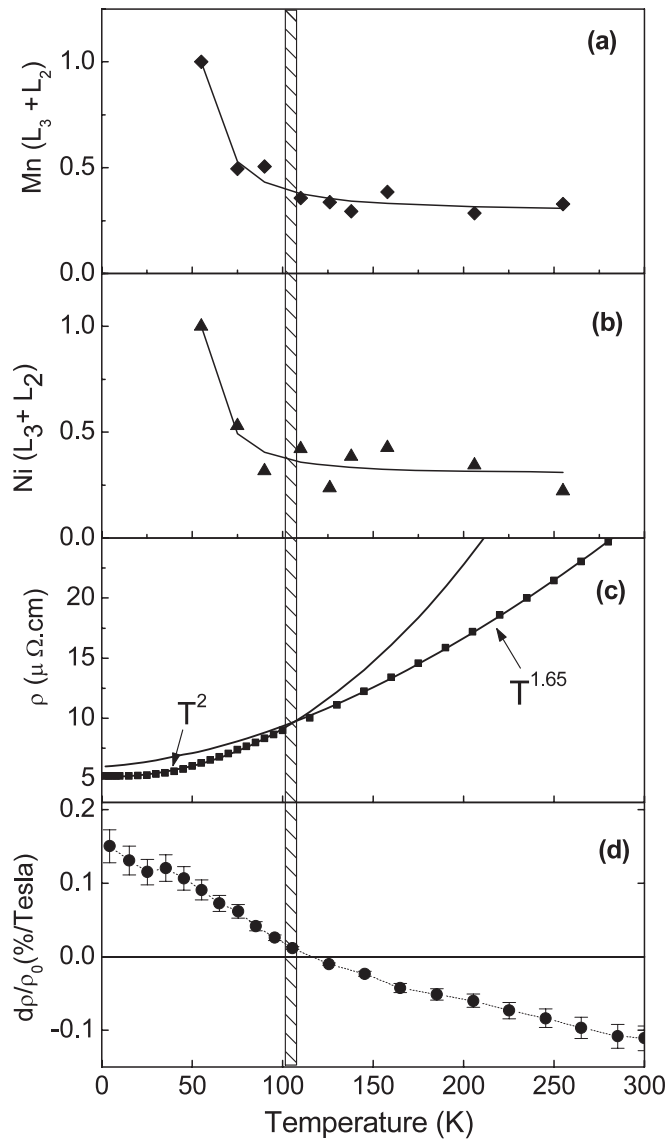 (a)
Mn (L3 + L2)
1.0
0.5
0.0
(b)
Ni (L3+ L2)
1.0
0.5
0.0
(c)
ρ (μ Ω.cm)
20
15
10
5
T2
T1.65
(d)
dρ/ρ0(%/Tesla)
0.2
0.1
0.0
-0.1
0 50 100 150 200 250 300
Temperature (K)